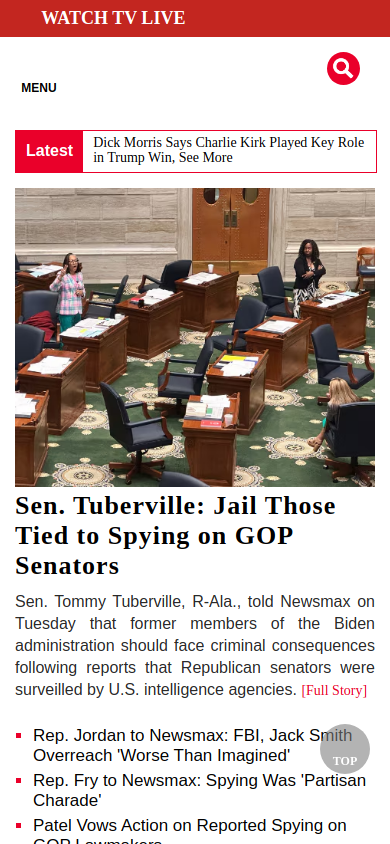 WATCH TV LIVE
MENU
Latest
Dick Morris Says Charlie Kirk Played Key Role
in Trump Win, See More
Sen. Tuberville: Jail Those
Tied to Spying on GOP
Senators
Sen. Tommy Tuberville, R-Ala., told Newsmax on
Tuesday that former members of the Biden
administration should face criminal consequences
following reports that Republican senators were
surveilled by U.S. intelligence agencies. [Full Story]
Rep. Jordan to Newsmax: FBI, Jack Smith
Overreach 'Worse Than Imagined'
TOP
Rep. Fry to Newsmax: Spying Was 'Partisan
Charade'
Patel Vows Action on Reported Spying on
GOP Lawmakers